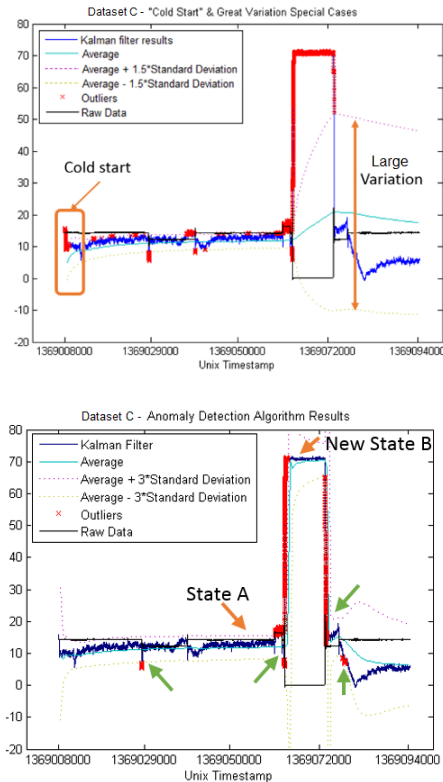 Dataset C - "Cold Start" & Great Variation Special Cases
80
70
60
50
40
30
20
10
0
-10
-20
Kalman filter results
Average
Average + 1.5*Standard Deviation
Average - 1.5*Standard Deviation
Outliers
Raw Data
Cold start
Large
Variation
1369008000 1369029000 1369050000 1369072000 1369094000
Unix Timestamp
Dataset C - Anomaly Detection Algorithm Results
80
70
60
50
40
30
20
10
0
-10
-20
Kalman Filter
Average
Average + 3*Standard Deviation
Average - 3*Standard Deviation
Outliers
Raw Data
New State B
State A
1369008000 1369029000 1369050000 1369072000 1369094000
Unix Timestamp